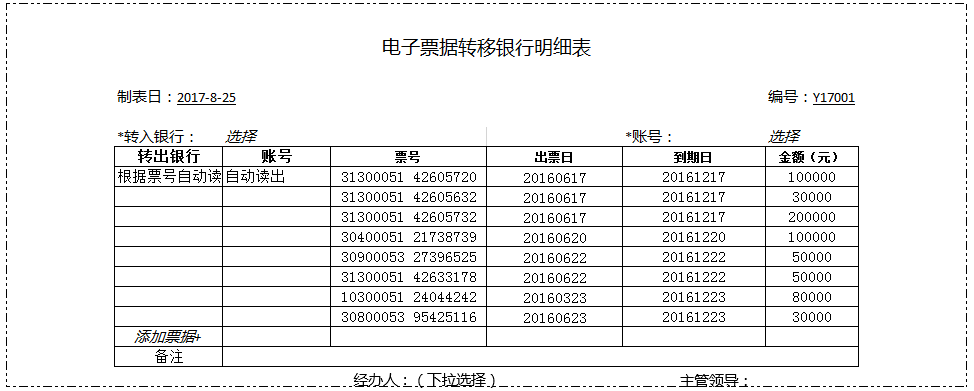 电子票据转移银行明细表
制表日：2017-8-25 编号：Y17001
*转入银行： 选择 *账号： 选择
转出银行 账号 票号 出票日 到期日 金额（元）
根据票号自动读 自动读出 31300051 42605720 20160617 20161217 100000
31300051 42605632 20160617 20161217 30000
31300051 42605732 20160617 20161217 200000
30400051 21738739 20160620 20161220 100000
30900053 27396525 20160622 20161222 50000
31300051 42633178 20160622 20161222 50000
10300051 24044242 20160323 20161223 80000
30800053 95425116 20160623 20161223 30000
添加票据+
备注
经办人：（下拉选择） 主管领导：